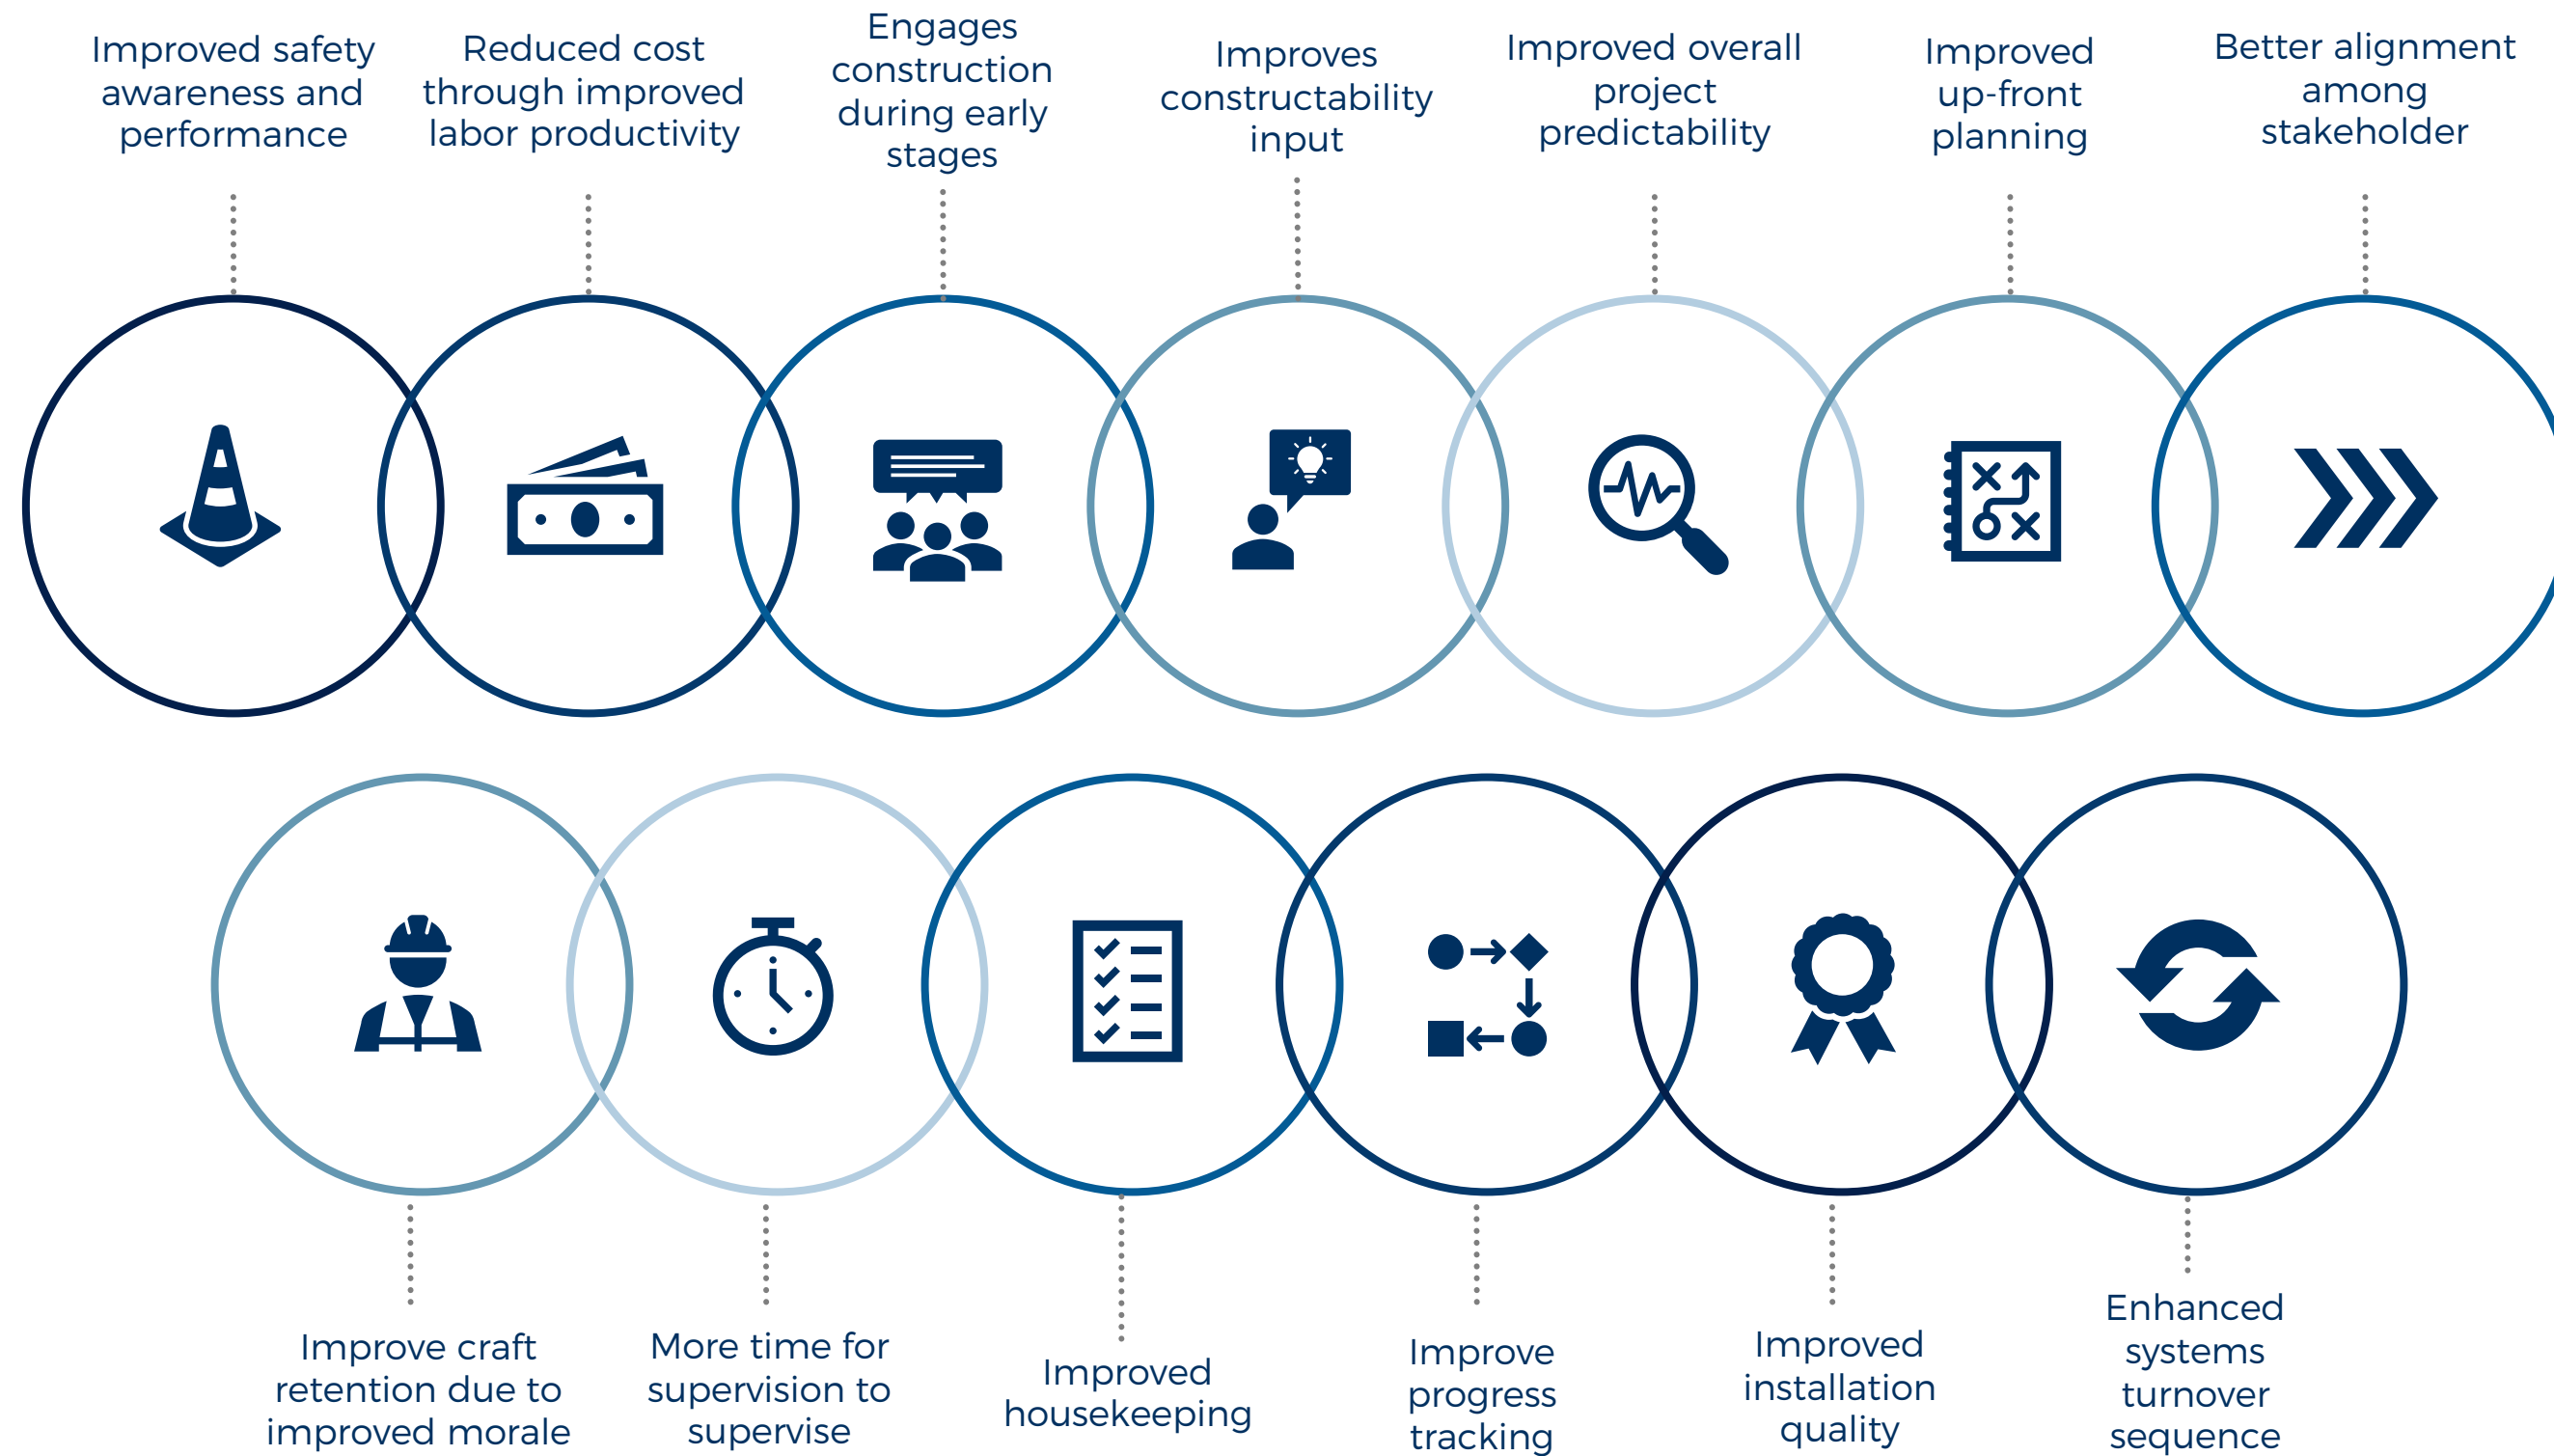 Improved safety
awareness and
performance
Reduced cost
through improved
labor productivity
Engages
construction
during early
stages
Improves
constructability
input
Improved overall
project
predictability
Improved
up-front
planning
Better alignment
among
stakeholder
Improve craft
retention due to
improved morale
More time for
supervision to
supervise
Improved
housekeeping
Improve
progress
tracking
Improved
installation
quality
Enhanced
systems
turnover
sequence